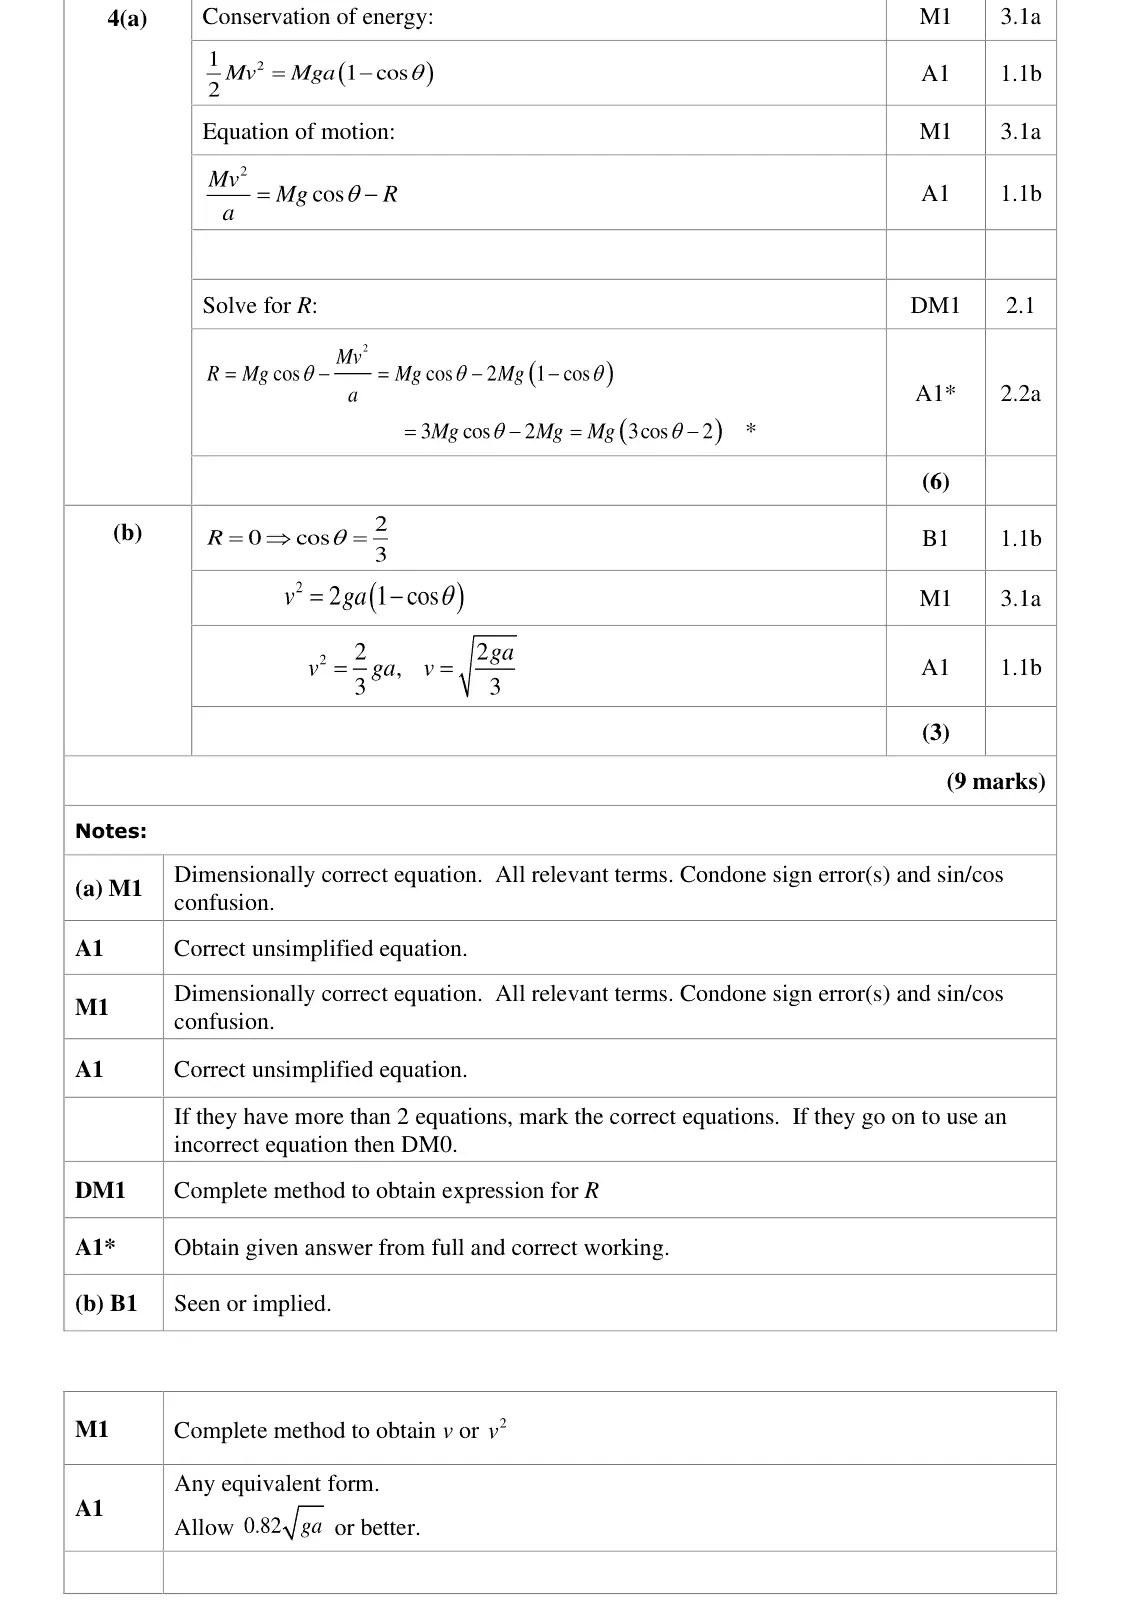 4(a) Conservation of energy: M1 3.1a
1/2 Mv² = Mga(1 − cos θ) A1 1.1b
Equation of motion: M1 3.1a
Mv²/a = Mg cos θ − R A1 1.1b
Solve for R: DM1 2.1
R = Mg cos θ − Mv²/a = Mg cos θ − 2Mg(1 − cos θ)
= 3Mg cos θ − 2Mg = Mg(3cos θ − 2) * A1* 2.2a
(6)
(b) R = 0 ⇒ cos θ = 2/3 B1 1.1b
v² = 2ga(1 − cos θ) M1 3.1a
v² = 2/3 ga, v = √(2ga/3) A1 1.1b
(3)
(9 marks)
Notes:
(a) M1 Dimensionally correct equation. All relevant terms. Condone sign error(s) and sin/cos
confusion.
A1 Correct unsimplified equation.
M1 Dimensionally correct equation. All relevant terms. Condone sign error(s) and sin/cos
confusion.
A1 Correct unsimplified equation.
If they have more than 2 equations, mark the correct equations. If they go on to use an
incorrect equation then DM0.
DM1 Complete method to obtain expression for R
A1* Obtain given answer from full and correct working.
(b) B1 Seen or implied.
M1 Complete method to obtain v or v²
A1 Any equivalent form.
Allow 0.82√ga or better.